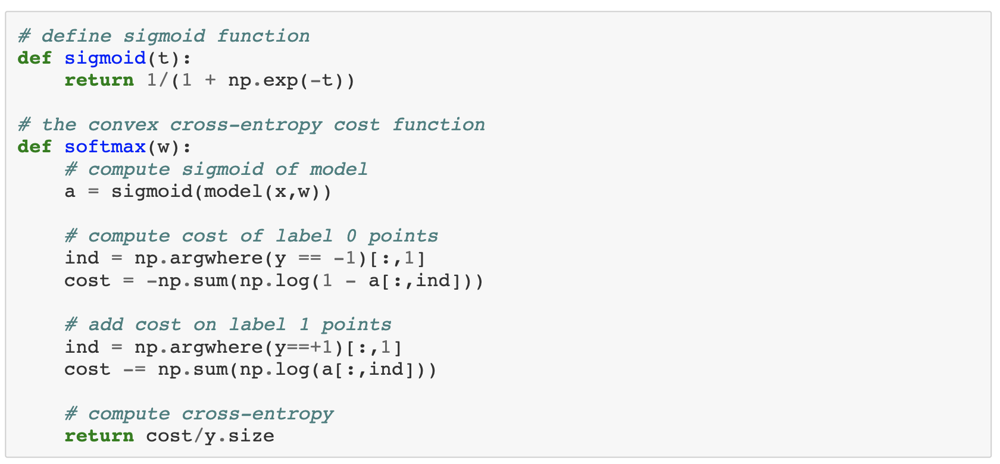 # define sigmoid function
def sigmoid(t):
    return 1/(1 + np.exp(-t))
# the convex cross-entropy cost function
def softmax(w):
    # compute sigmoid of model
    a = sigmoid(model(x,w))
    # compute cost of label 0 points
    ind = np.argwhere(y == -1)[:,1]
    cost = -np.sum(np.log(1 - a[:,ind]))
    # add cost on label 1 points
    ind = np.argwhere(y==+1)[:,1]
    cost -= np.sum(np.log(a[:,ind]))
    # compute cross-entropy
    return cost/y.size